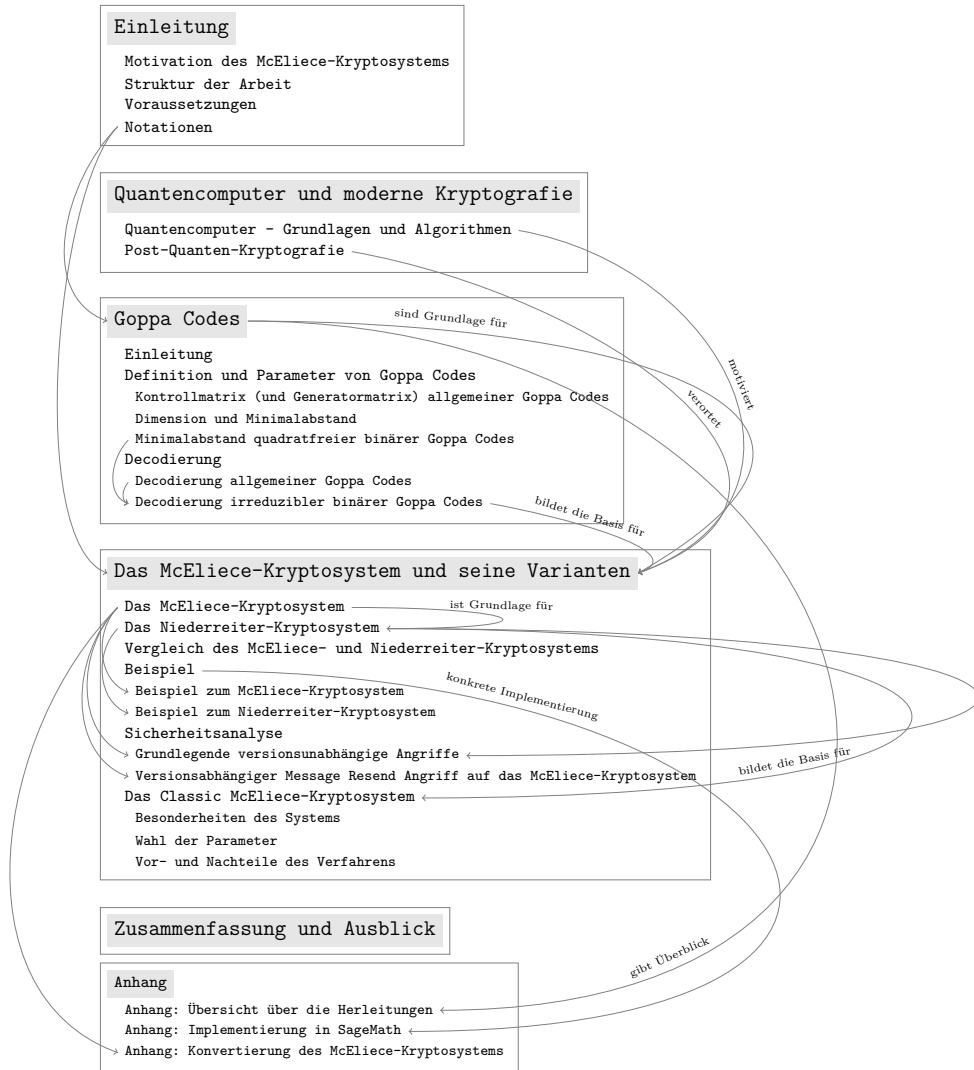 Einleitung
Motivation des McEliece-Kryptosystems
Struktur der Arbeit
Voraussetzungen
Notationen
Quantencomputer und moderne Kryptografie
Quantencomputer - Grundlagen und Algorithmen
Post-Quanten-Kryptografie
Goppa Codes
sind Grundlage für
Einleitung
Definition und Parameter von Goppa Codes
Kontrollmatrix (und Generatormatrix) allgemeiner Goppa Codes
Dimension und Minimalabstand
Minimalabstand quadratfreier binärer Goppa Codes
Decodierung
Decodierung allgemeiner Goppa Codes
Decodierung irreduzibler binärer Goppa Codes
motiviert
verortet
bildet die Basis für
Das McEliece-Kryptosystem und seine Varianten
Das McEliece-Kryptosystem
ist Grundlage für
Das Niederreiter-Kryptosystem
Vergleich des McEliece- und Niederreiter-Kryptosystems
Beispiel
konkrete Implementierung
Beispiel zum McEliece-Kryptosystem
Beispiel zum Niederreiter-Kryptosystem
Sicherheitsanalyse
Grundlegende versionsunabhängige Angriffe
bildet die Basis für
Versionsabhängiger Message Resend Angriff auf das McEliece-Kryptosystem
Das Classic McEliece-Kryptosystem
Besonderheiten des Systems
Wahl der Parameter
Vor- und Nachteile des Verfahrens
Zusammenfassung und Ausblick
gibt Überblick
Anhang
Anhang: Übersicht über die Herleitungen
Anhang: Implementierung in SageMath
Anhang: Konvertierung des McEliece-Kryptosystems